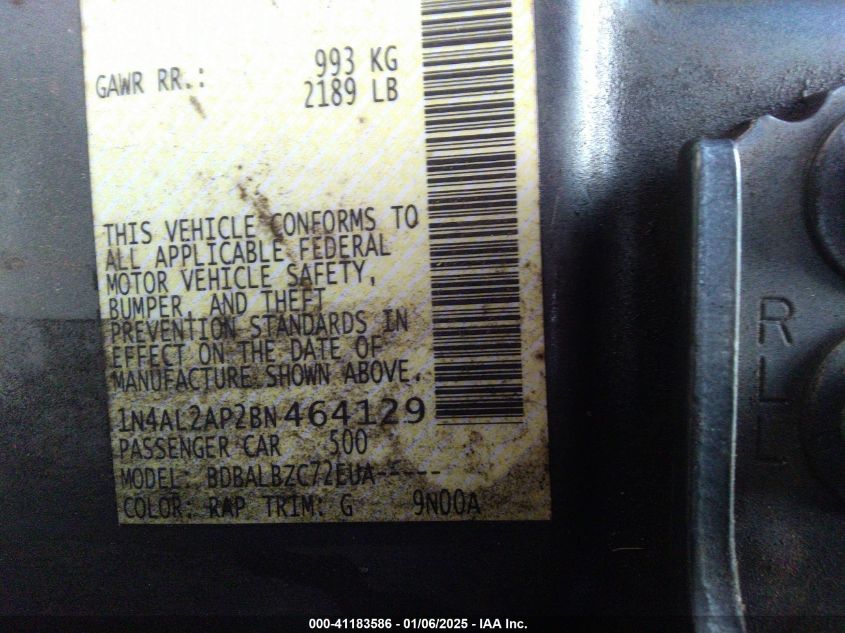 GAWR RR.: 993 KG
2189 LB
THIS VEHICLE CONFORMS TO
ALL APPLICABLE FEDERAL
MOTOR VEHICLE SAFETY,
BUMPER, AND THEFT
PREVENTION STANDARDS IN
EFFECT ON THE DATE OF
MANUFACTURE SHOWN ABOVE.
1N4AL2AP2BN464129
PASSENGER CAR 500
MODEL: BDBALBZC72EUA-----
COLOR: RAP TRIM: G 9N00A
RLL
000-41183586 - 01/06/2025 - IAA Inc.